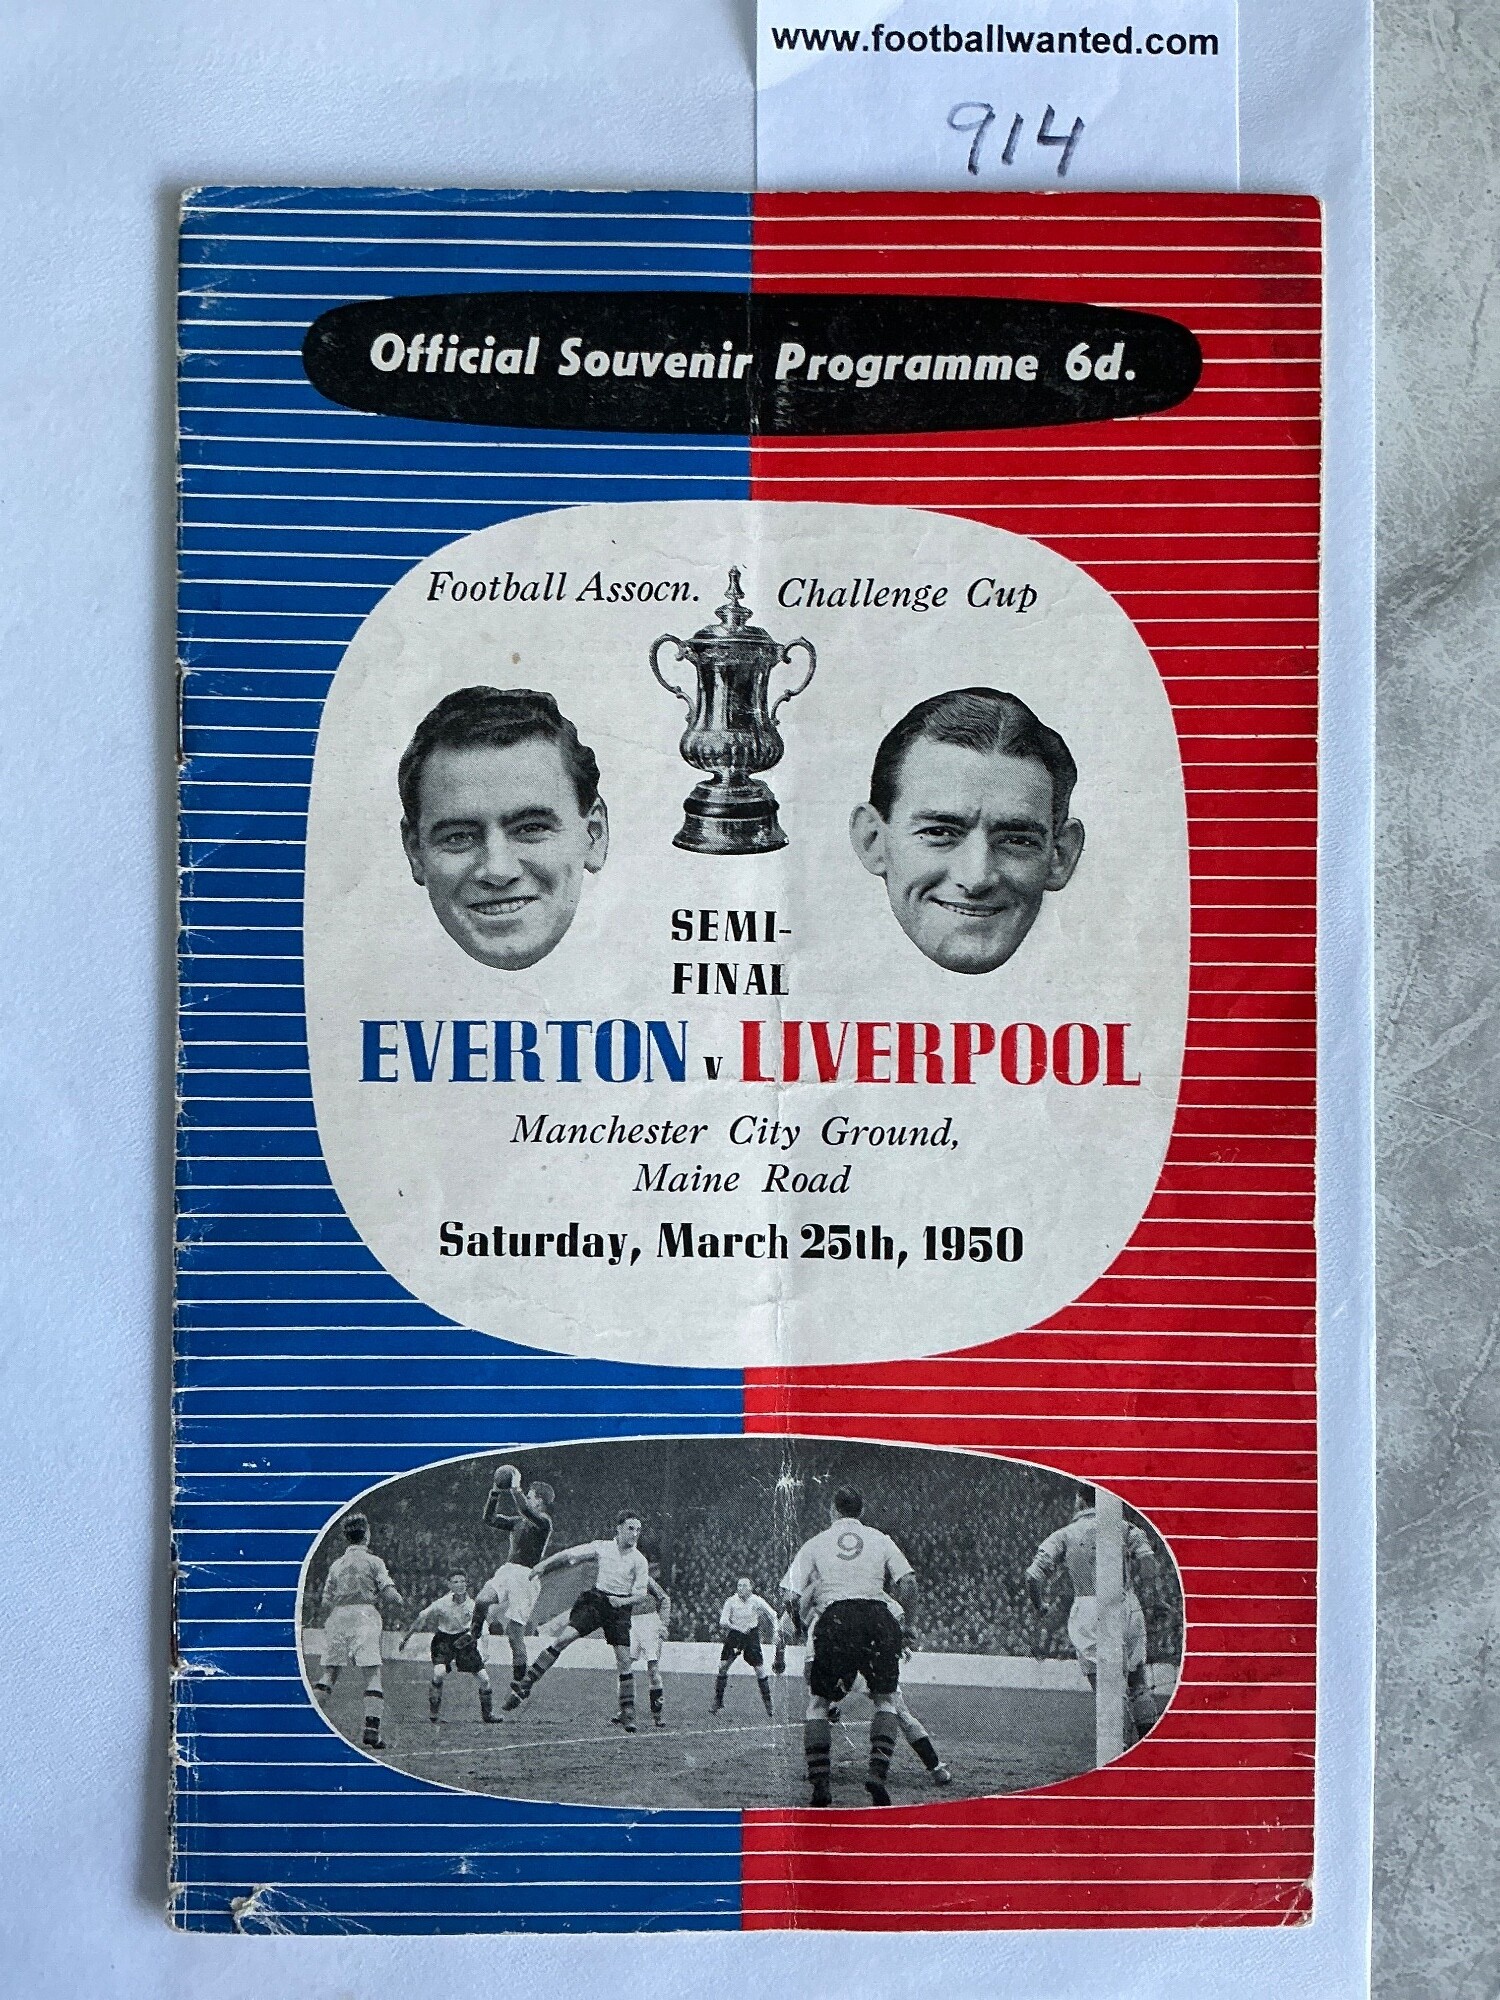 www.footballwanted.com
914
Official Souvenir Programme 6d.
Football Assocn. Challenge Cup
SEMI-
FINAL
EVERTON v LIVERPOOL
Manchester City Ground,
Maine Road
Saturday, March 25th, 1950
9